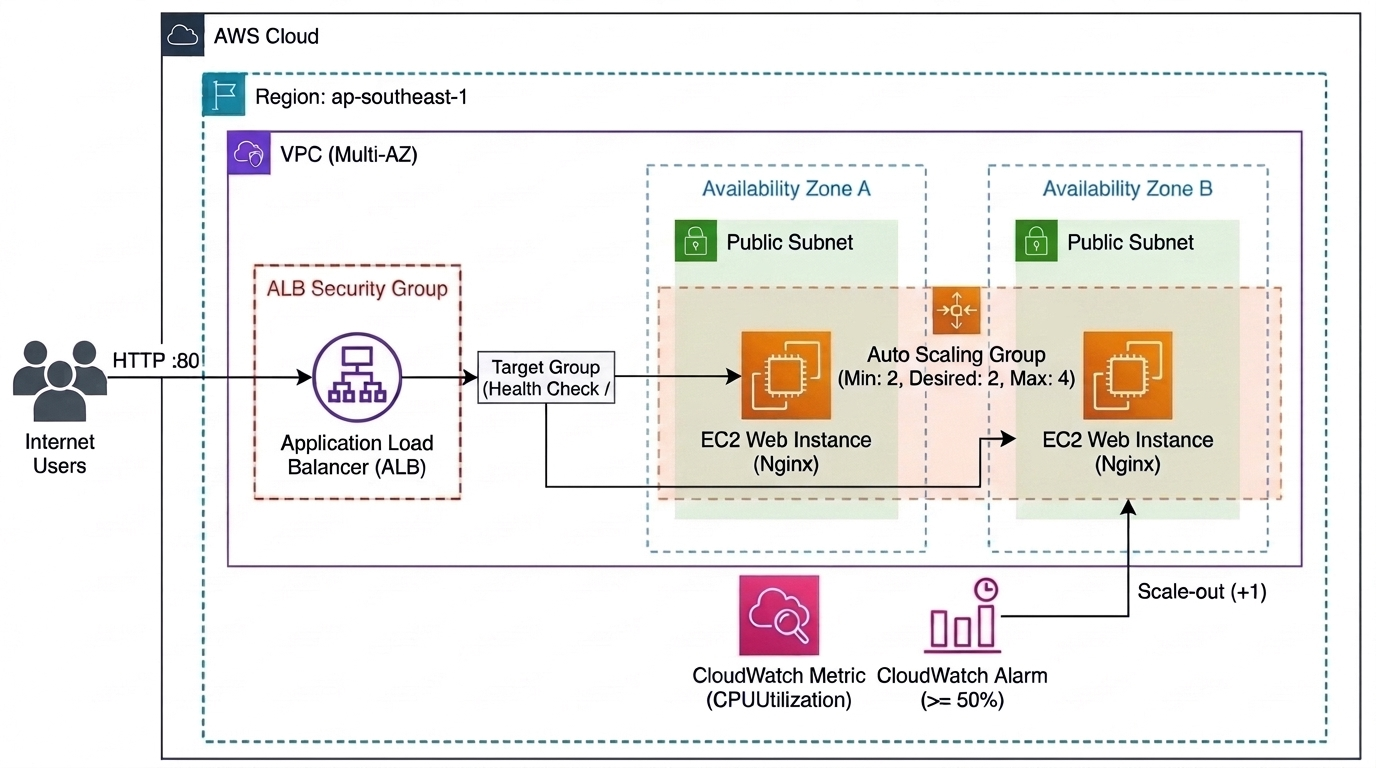 AWS Cloud
Region: ap-southeast-1
VPC (Multi-AZ)
Availability Zone A
Availability Zone B
Public Subnet
Public Subnet
ALB Security Group
HTTP :80
Internet
Users
Application Load
Balancer (ALB)
Target Group
(Health Check /
Auto Scaling Group
(Min: 2, Desired: 2, Max: 4)
EC2 Web Instance
(Nginx)
EC2 Web Instance
(Nginx)
Scale-out (+1)
CloudWatch Metric
(CPUUtilization)
CloudWatch Alarm
(>= 50%)